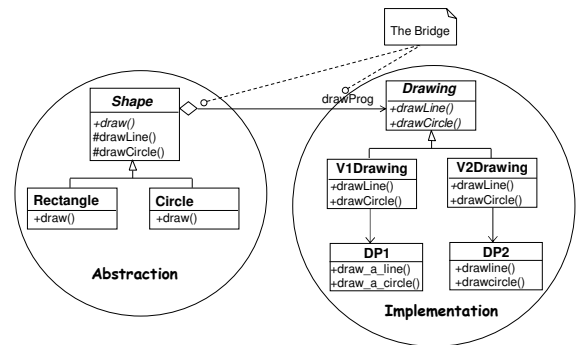 The Bridge
Shape
+draw()
#drawLine()
#drawCircle()
drawProg
Drawing
+drawLine()
+drawCircle()
Rectangle
+draw()
Circle
+draw()
V1Drawing
+drawLine()
+drawCircle()
V2Drawing
+drawLine()
+drawCircle()
DP1
+draw_a_line()
+draw_a_circle()
DP2
+drawline()
+drawcircle()
Abstraction
Implementation